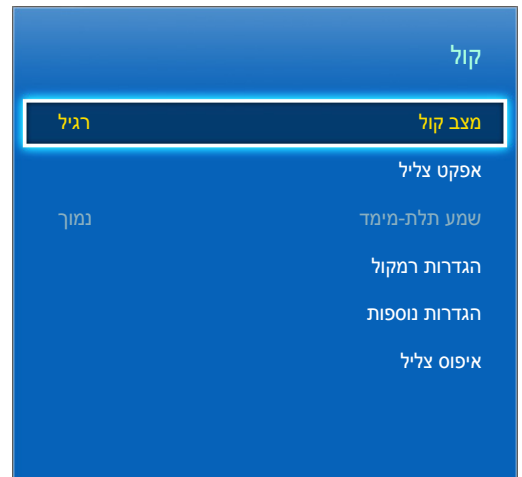 קול
מצב קול רגיל
אפקט צליל
שמע תלת-מימד נמוך
הגדרות רמקול
הגדרות נוספות
איפוס צליל